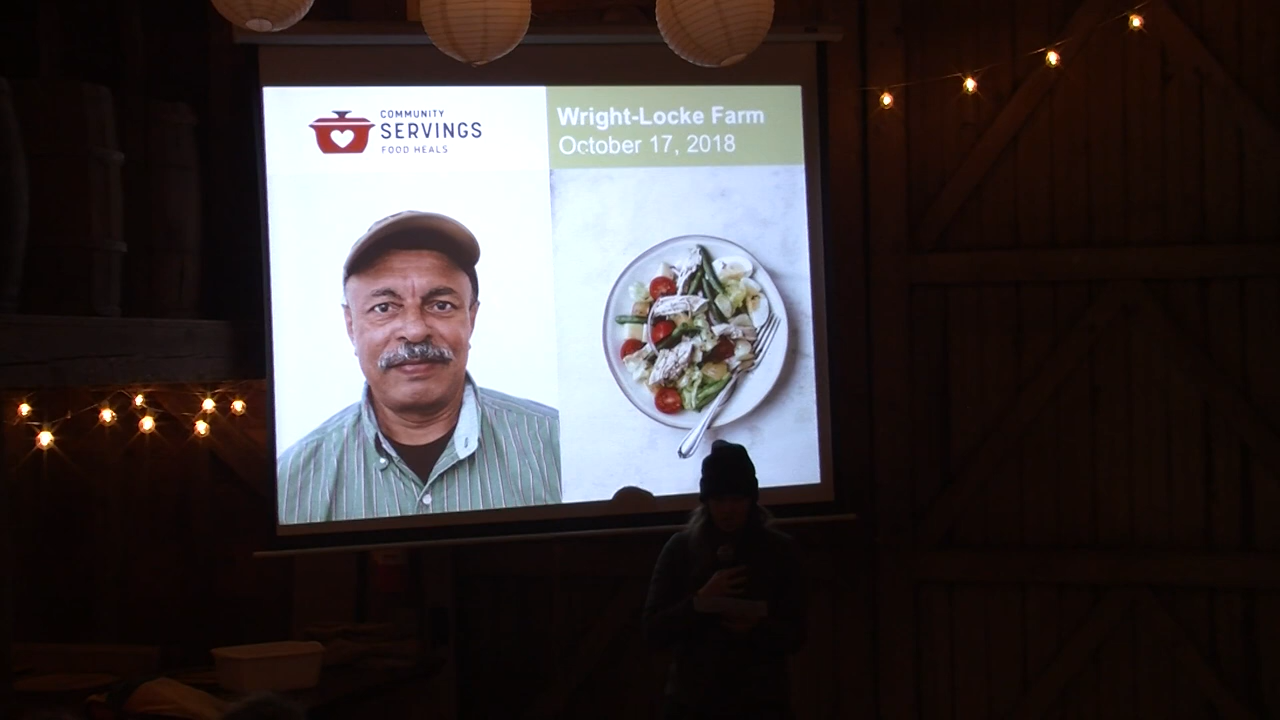 COMMUNITY
SERVINGS
FOOD HEALS
Wright-Locke Farm
October 17, 2018